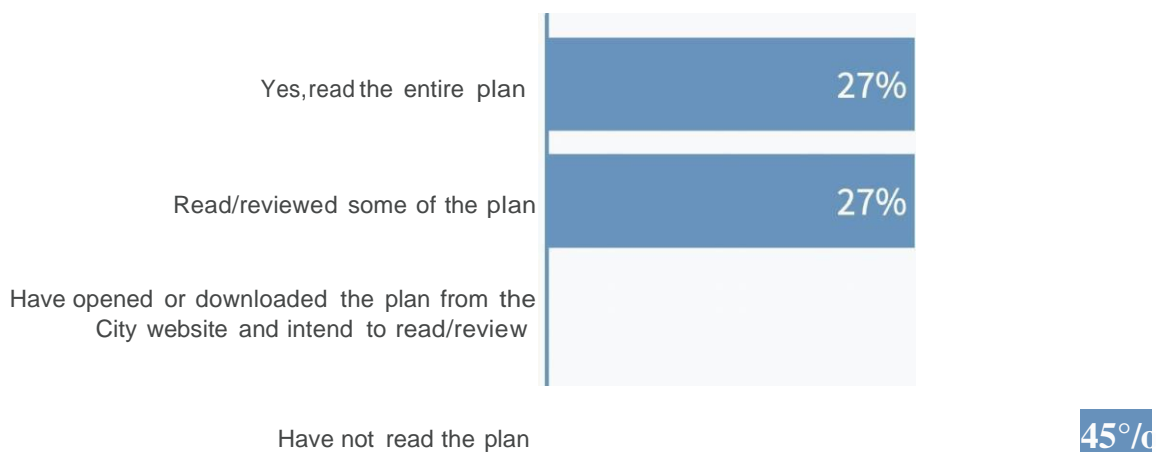 Yes, read the entire plan 27%
Read/reviewed some of the plan 27%
Have opened or downloaded the plan from the
City website and intend to read/review
Have not read the plan 45°/o